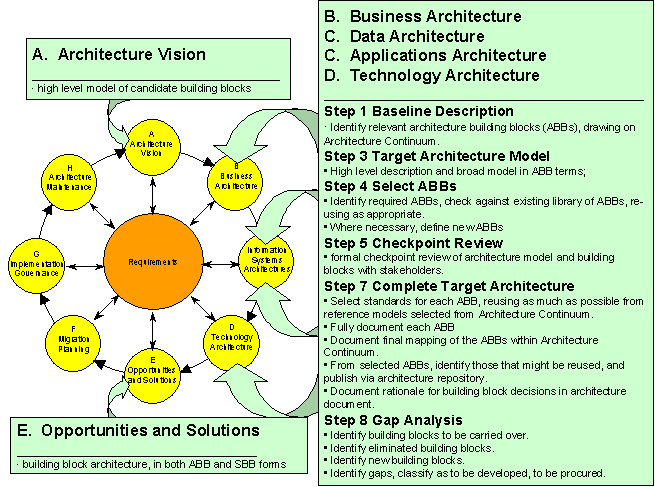 A. Architecture Vision
· high level model of candidate building blocks
A
Architecture
Vision
B
Business
Architecture
Information
Systems
Architectures
D
Technology
Architecture
E
Opportunities
and Solutions
F
Migration
Planning
G
Implementation
Governance
H
Architecture
Maintenance
Requirements
E. Opportunities and Solutions
· building block architecture, in both ABB and SBB forms
B. Business Architecture
C. Data Architecture
C. Applications Architecture
D. Technology Architecture
Step 1 Baseline Description
· Identify relevant architecture building blocks (ABBs), drawing on
Architecture Continuum.
Step 3 Target Architecture Model
• High level description and broad model in ABB terms;
Step 4 Select ABBs
• Identify required ABBs, check against existing library of ABBs, re-
using as appropriate.
• Where necessary, define new ABBs
Step 5 Checkpoint Review
• formal checkpoint review of architecture model and building
blocks with stakeholders.
Step 7 Complete Target Architecture
• Select standards for each ABB, reusing as much as possible from
reference models selected from Architecture Continuum.
• Fully document each ABB
• Document final mapping of the ABBs within Architecture
Continuum.
• From selected ABBs, identify those that might be reused, and
publish via architecture repository.
• Document rationale for building block decisions in architecture
document.
Step 8 Gap Analysis
• Identify building blocks to be carried over.
• Identify eliminated building blocks.
• Identify new building blocks.
• Identify gaps, classify as to be developed, to be procured.